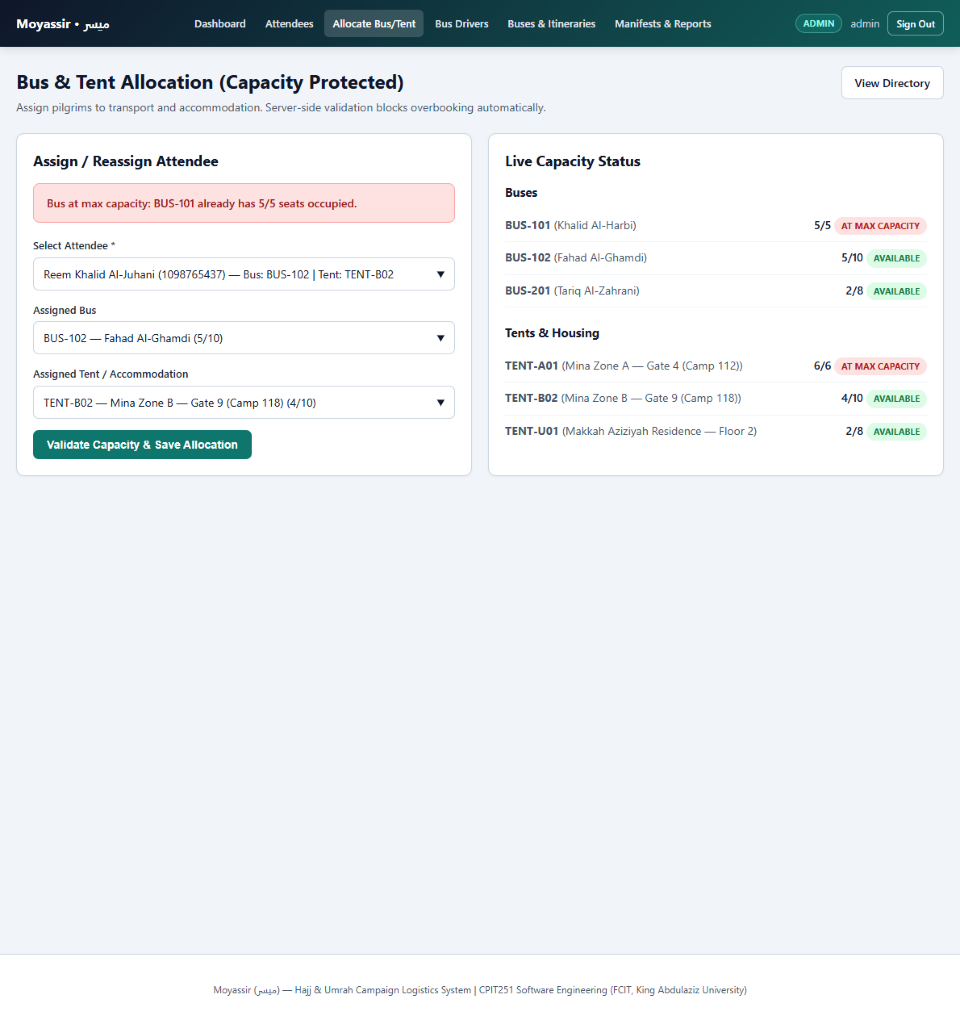 Moyassir • ميسر
Dashboard Attendees Allocate Bus/Tent Bus Drivers Buses & Itineraries Manifests & Reports
ADMIN admin Sign Out
Bus & Tent Allocation (Capacity Protected)
Assign pilgrims to transport and accommodation. Server-side validation blocks overbooking automatically.
View Directory
Assign / Reassign Attendee
Bus at max capacity: BUS-101 already has 5/5 seats occupied.
Select Attendee *
Reem Khalid Al-Juhani (1098765437) — Bus: BUS-102 | Tent: TENT-B02
Assigned Bus
BUS-102 — Fahad Al-Ghamdi (5/10)
Assigned Tent / Accommodation
TENT-B02 — Mina Zone B — Gate 9 (Camp 118) (4/10)
Validate Capacity & Save Allocation
Live Capacity Status
Buses
BUS-101 (Khalid Al-Harbi) 5/5 AT MAX CAPACITY
BUS-102 (Fahad Al-Ghamdi) 5/10 AVAILABLE
BUS-201 (Tariq Al-Zahrani) 2/8 AVAILABLE
Tents & Housing
TENT-A01 (Mina Zone A — Gate 4 (Camp 112)) 6/6 AT MAX CAPACITY
TENT-B02 (Mina Zone B — Gate 9 (Camp 118)) 4/10 AVAILABLE
TENT-U01 (Makkah Aziziyah Residence — Floor 2) 2/8 AVAILABLE
Moyassir (ميسر) — Hajj & Umrah Campaign Logistics System | CPIT251 Software Engineering (FCIT, King Abdulaziz University)